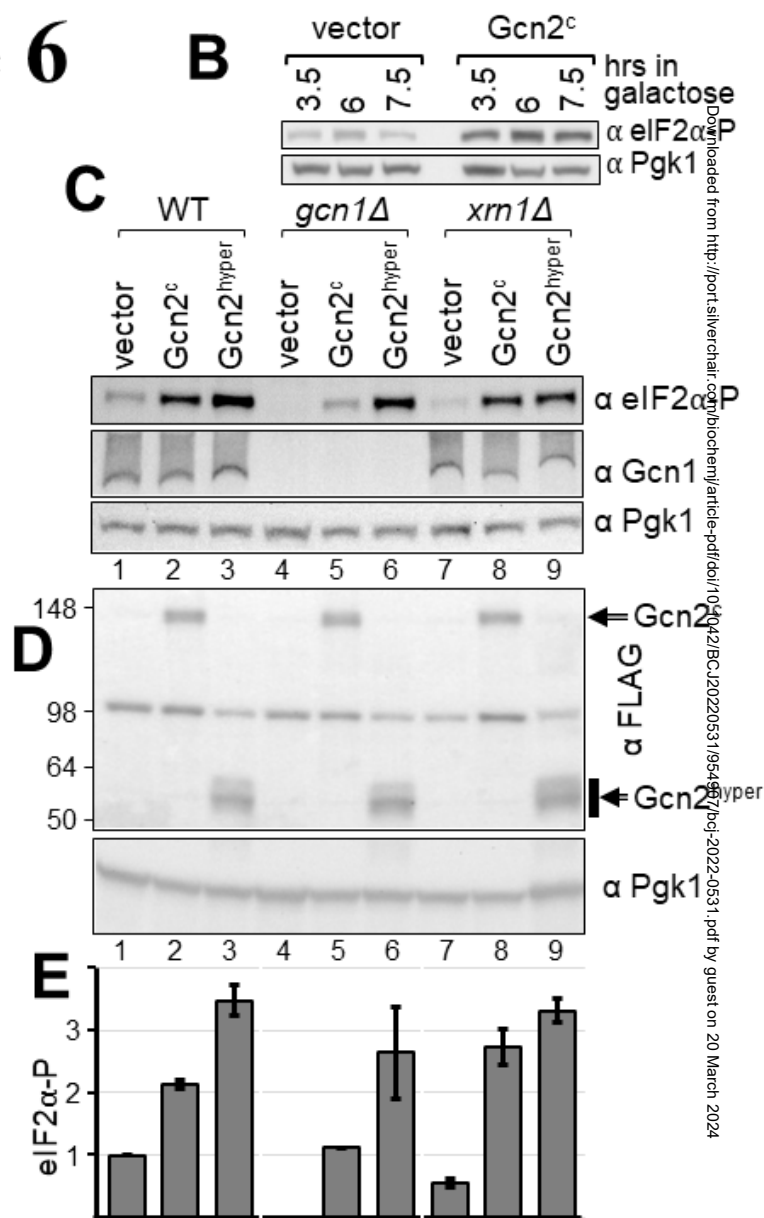 6
B
vector Gcn2ᶜ
3.5 6 7.5 3.5 6 7.5 hrs in galactose
α eIF2α-P
α Pgk1
C
WT gcn1Δ xrn1Δ
vector Gcn2ᶜ Gcn2ʰʸᵖᵉʳ vector Gcn2ᶜ Gcn2ʰʸᵖᵉʳ vector Gcn2ᶜ Gcn2ʰʸᵖᵉʳ
α eIF2α-P
α Gcn1
α Pgk1
1 2 3 4 5 6 7 8 9
D
148 Gcn2ᶜ
98
α FLAG
64
50 Gcn2ʰʸᵖᵉʳ
α Pgk1
1 2 3 4 5 6 7 8 9
E
eIF2α-P
3
2
1
Downloaded from http://port.silverchair.com/biochemj/article-pdf/doi/10.1042/BCJ20220531/954907/bcj-2022-0531.pdf by guest on 20 March 2024